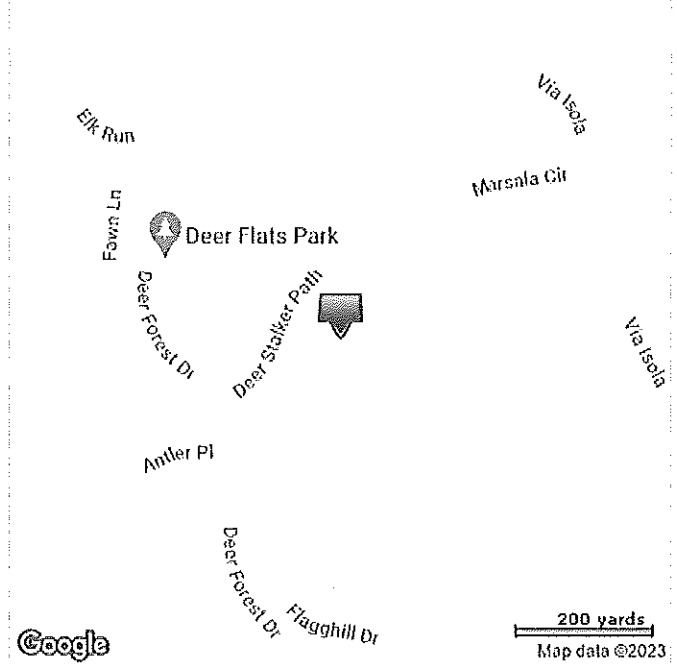 Via Isola
Elk Run
Marsala Cir
Fawn Ln
Deer Flats Park
Deer Forest Dr
Deer Stalker Path
Via Isola
Antler Pl
Deer Forest Dr
Flagghill Dr
200 yards
Google
Map data ©2023